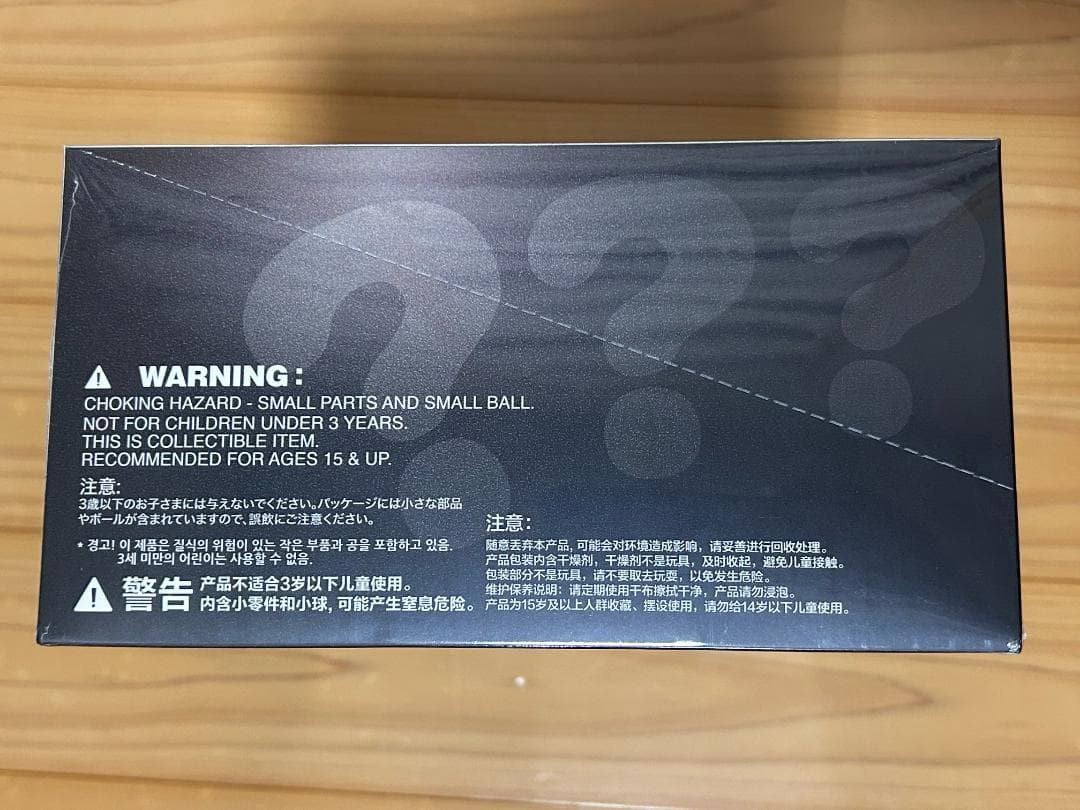 WARNING :
CHOKING HAZARD - SMALL PARTS AND SMALL BALL.
NOT FOR CHILDREN UNDER 3 YEARS.
THIS IS COLLECTIBLE ITEM.
RECOMMENDED FOR AGES 15 & UP.
注意:
3歳以下のお子さまには与えないでください。パッケージには小さな部品
やボールが含まれていますので、誤飲にご注意ください。
* 경고! 이 제품은 질식의 위험이 있는 작은 부품과 공을 포함하고 있음.
3세 미만의 어린이는 사용할 수 없음.
警告 产品不适合3岁以下儿童使用。
内含小零件和小球, 可能产生窒息危险。
注意:
随意丢弃本产品, 可能会对环境造成影响，请妥善进行回收处理。
产品包装内含干燥剂，干燥剂不是玩具，及时收起，避免儿童接触。
包装部分不是玩具，请不要取去玩耍，以免发生危险。
维护保养说明：请定期使用干布擦拭干净，产品请勿浸泡。
产品为15岁及以上人群收藏、摆设使用，请勿给14岁以下儿童使用。
???